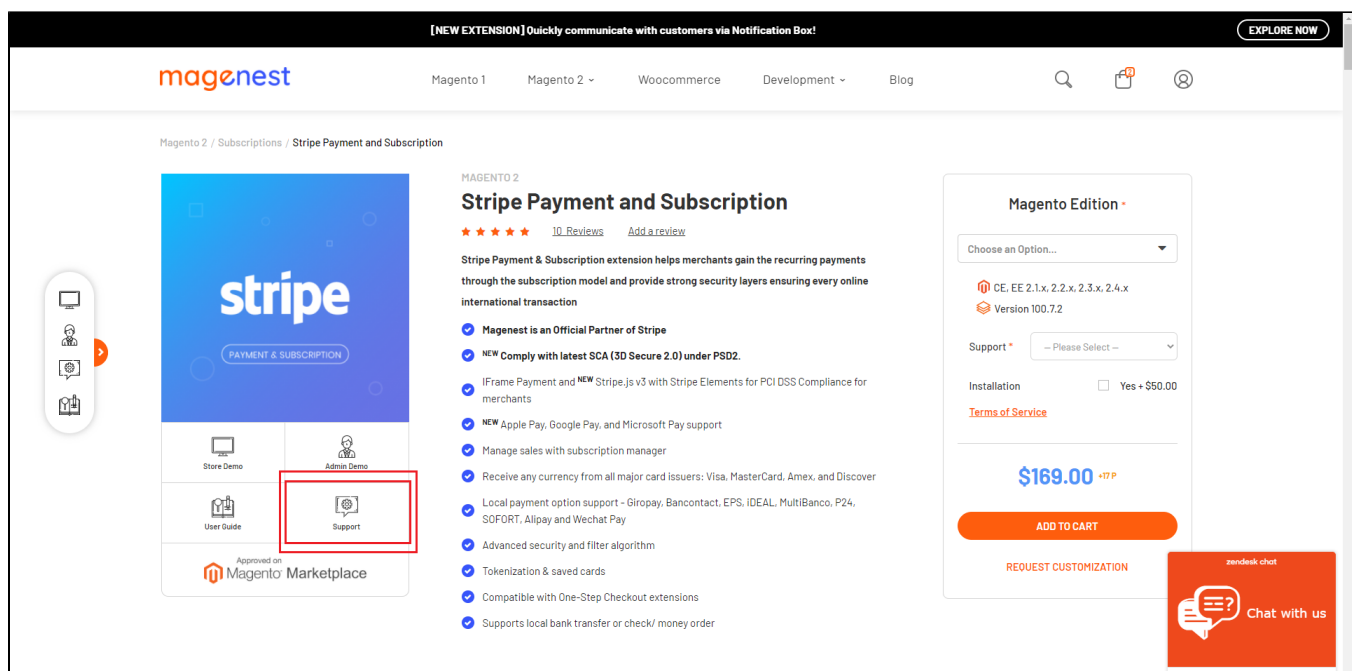 [NEW EXTENSION] Quickly communicate with customers via Notification Box!
EXPLORE NOW
magenest
Magento 1
Magento 2
Woocommerce
Development
Blog
2
Magento 2 / Subscriptions / Stripe Payment and Subscription
stripe
PAYMENT & SUBSCRIPTION
Store Demo
Admin Demo
User Guide
Support
Approved on
Magento Marketplace
MAGENTO 2
Stripe Payment and Subscription
10 Reviews
Add a review
Stripe Payment & Subscription extension helps merchants gain the recurring payments
through the subscription model and provide strong security layers ensuring every online
international transaction
Magenest is an Official Partner of Stripe
NEW Comply with latest SCA (3D Secure 2.0) under PSD2.
IFrame Payment and NEW Stripe.js v3 with Stripe Elements for PCI DSS Compliance for
merchants
NEW Apple Pay, Google Pay, and Microsoft Pay support
Manage sales with subscription manager
Receive any currency from all major card issuers: Visa, MasterCard, Amex, and Discover
Local payment option support - Giropay, Bancontact, EPS, iDEAL, MultiBanco, P24,
SOFORT, Alipay and Wechat Pay
Advanced security and filter algorithm
Tokenization & saved cards
Compatible with One-Step Checkout extensions
Supports local bank transfer or check/ money order
Magento Edition *
Choose an Option...
CE, EE 2.1.x, 2.2.x, 2.3.x, 2.4.x
Version 100.7.2
Support *
-- Please Select --
Installation
Yes + $50.00
Terms of Service
$169.00 +17 P
ADD TO CART
REQUEST CUSTOMIZATION
zendesk chat
Chat with us